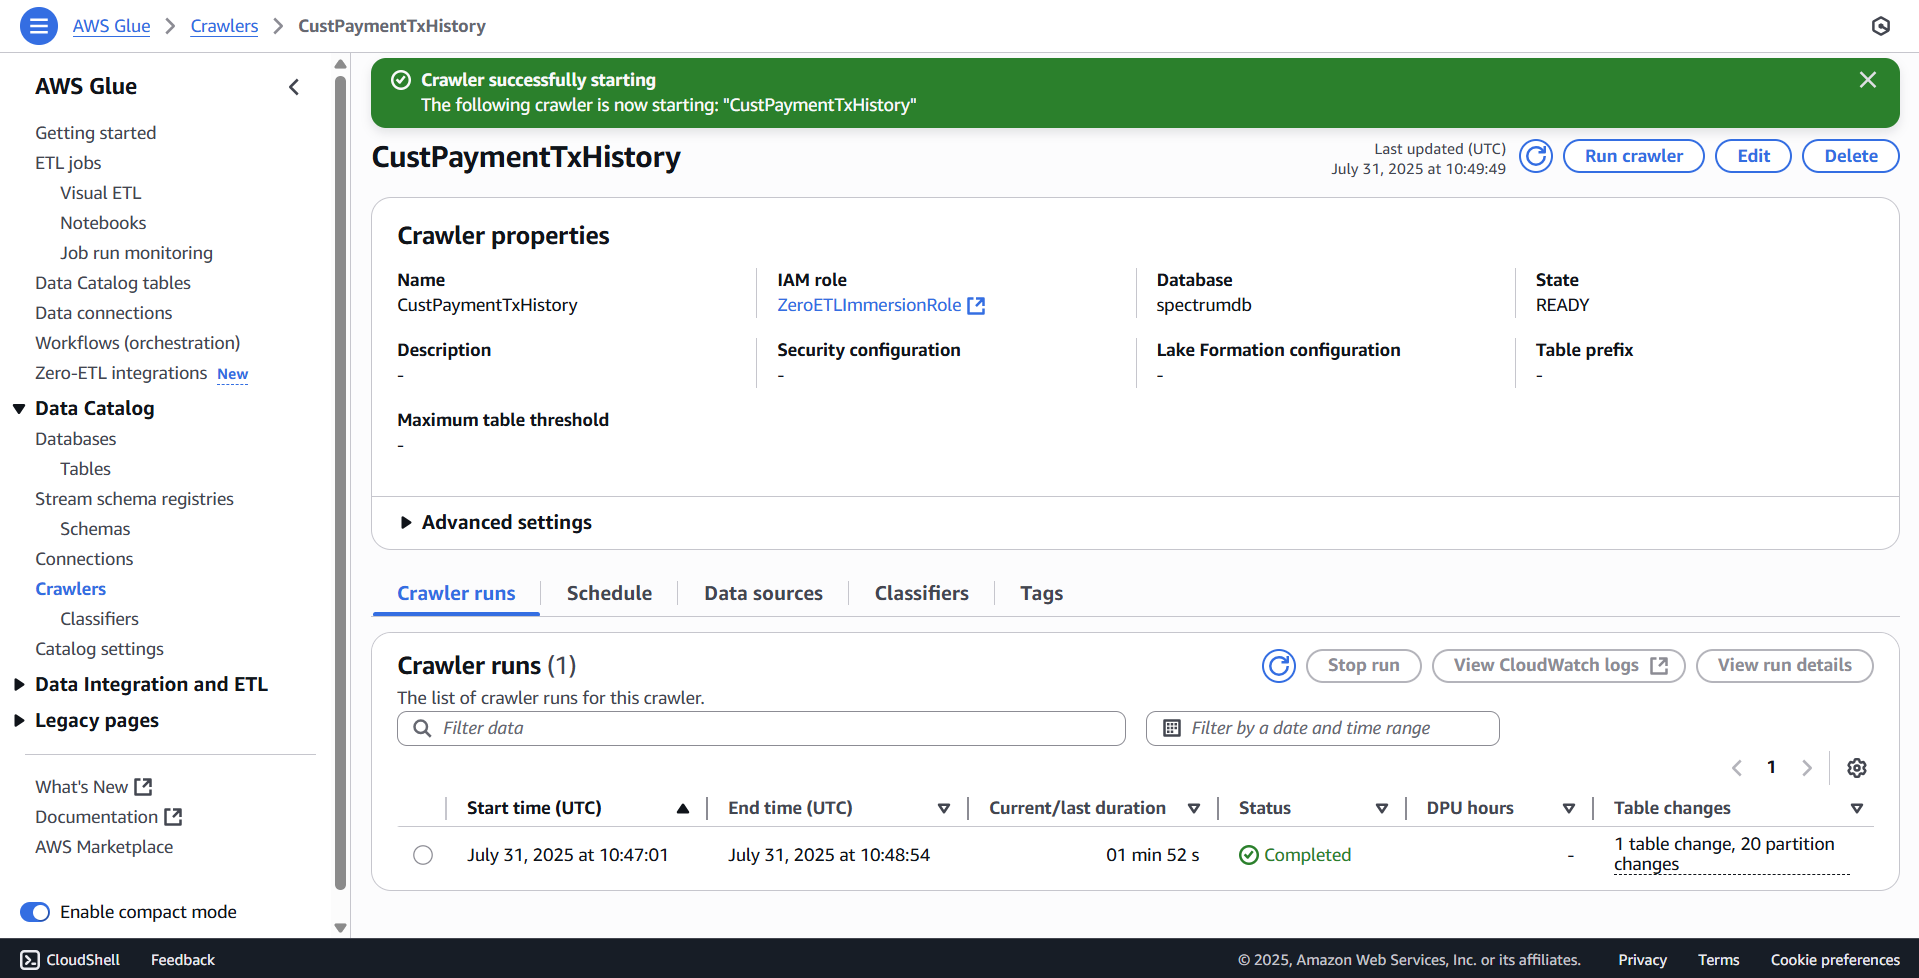 AWS Glue > Crawlers > CustPaymentTxHistory
AWS Glue
Getting started
ETL jobs
Visual ETL
Notebooks
Job run monitoring
Data Catalog tables
Data connections
Workflows (orchestration)
Zero-ETL integrations New
Data Catalog
Databases
Tables
Stream schema registries
Schemas
Connections
Crawlers
Classifiers
Catalog settings
Data Integration and ETL
Legacy pages
What's New
Documentation
AWS Marketplace
Enable compact mode
Crawler successfully starting
The following crawler is now starting: "CustPaymentTxHistory"
CustPaymentTxHistory
Last updated (UTC)
July 31, 2025 at 10:49:49
Run crawler Edit Delete
Crawler properties
Name IAM role Database State
CustPaymentTxHistory ZeroETLImmersionRole spectrumdb READY
Description Security configuration Lake Formation configuration Table prefix
- - - -
Maximum table threshold
-
Advanced settings
Crawler runs Schedule Data sources Classifiers Tags
Crawler runs (1) Stop run View CloudWatch logs View run details
The list of crawler runs for this crawler.
Filter data Filter by a date and time range
1
Start time (UTC) End time (UTC) Current/last duration Status DPU hours Table changes
July 31, 2025 at 10:47:01 July 31, 2025 at 10:48:54 01 min 52 s Completed - 1 table change, 20 partition
changes
CloudShell Feedback © 2025, Amazon Web Services, Inc. or its affiliates. Privacy Terms Cookie preferences